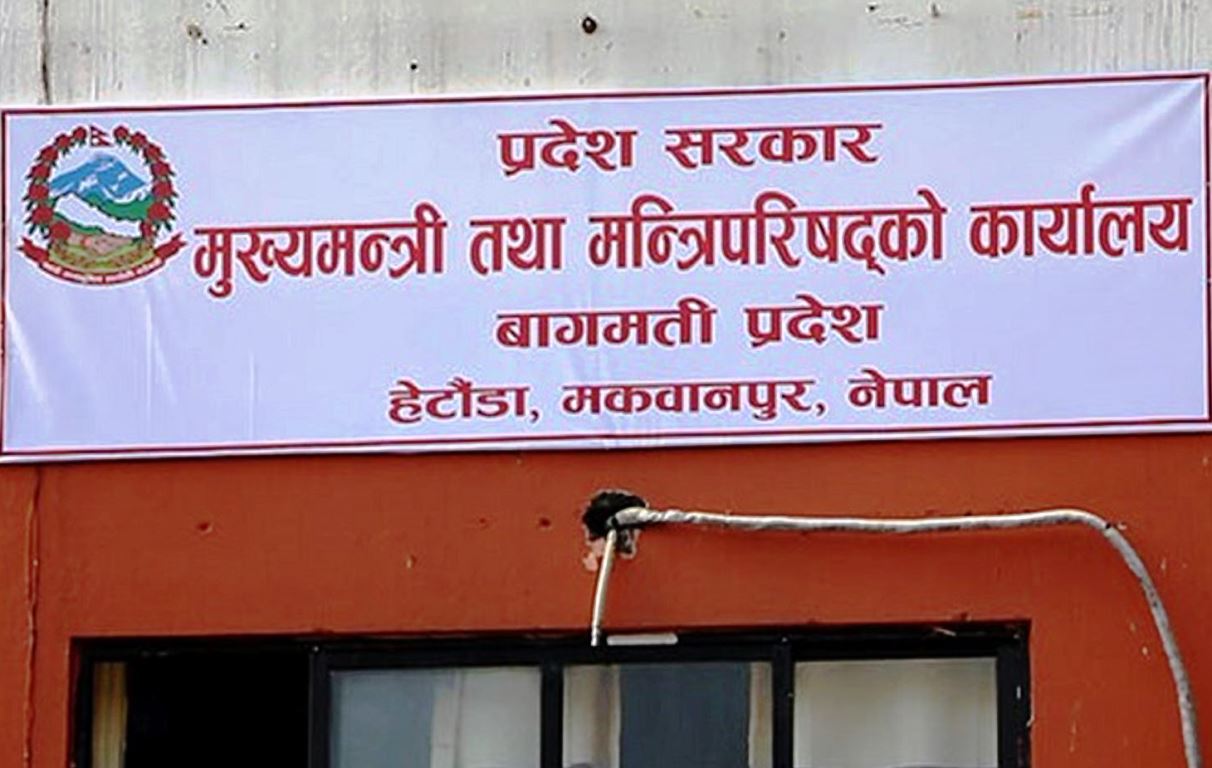 प्रदेश सरकार
मुख्यमन्त्री तथा मन्त्रिपरिषद्को कार्यालय
बागमती प्रदेश
हेटौंडा, मकवानपुर, नेपाल